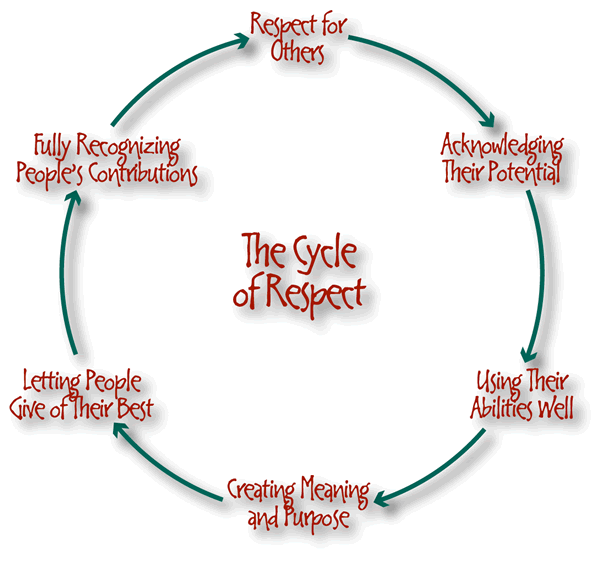 Respect for
Others
Acknowledging
Their Potential
Using Their
Abilities Well
Creating Meaning
and Purpose
Letting People
Give of Their Best
Fully Recognizing
People's Contributions
The Cycle
of Respect